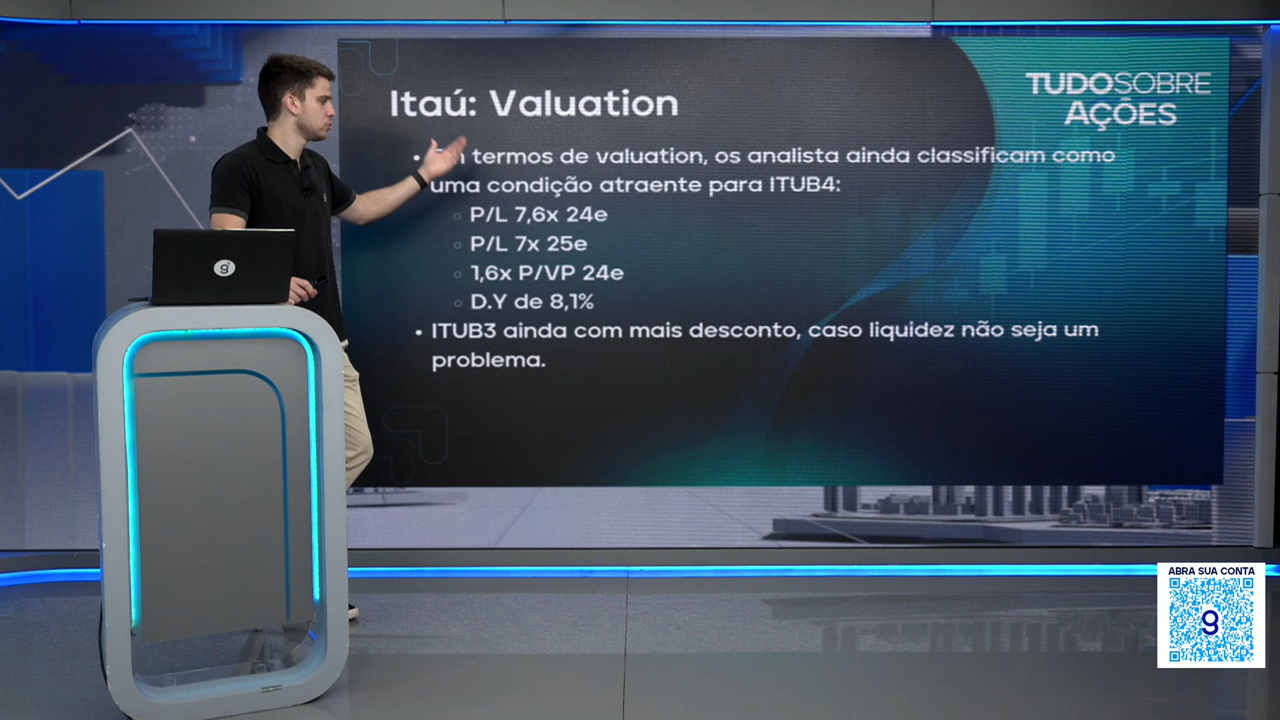 Itaú: Valuation
TUDOSOBRE
AÇÕES
• termos de valuation, os analista ainda classificam como
uma condição atraente para ITUB4:
P/L 7,6x 24e
P/L 7x 25e
1,6x P/VP 24e
D.Y de 8,1%
• ITUB3 ainda com mais desconto, caso liquidez não seja um
problema.
ABRA SUA CONTA